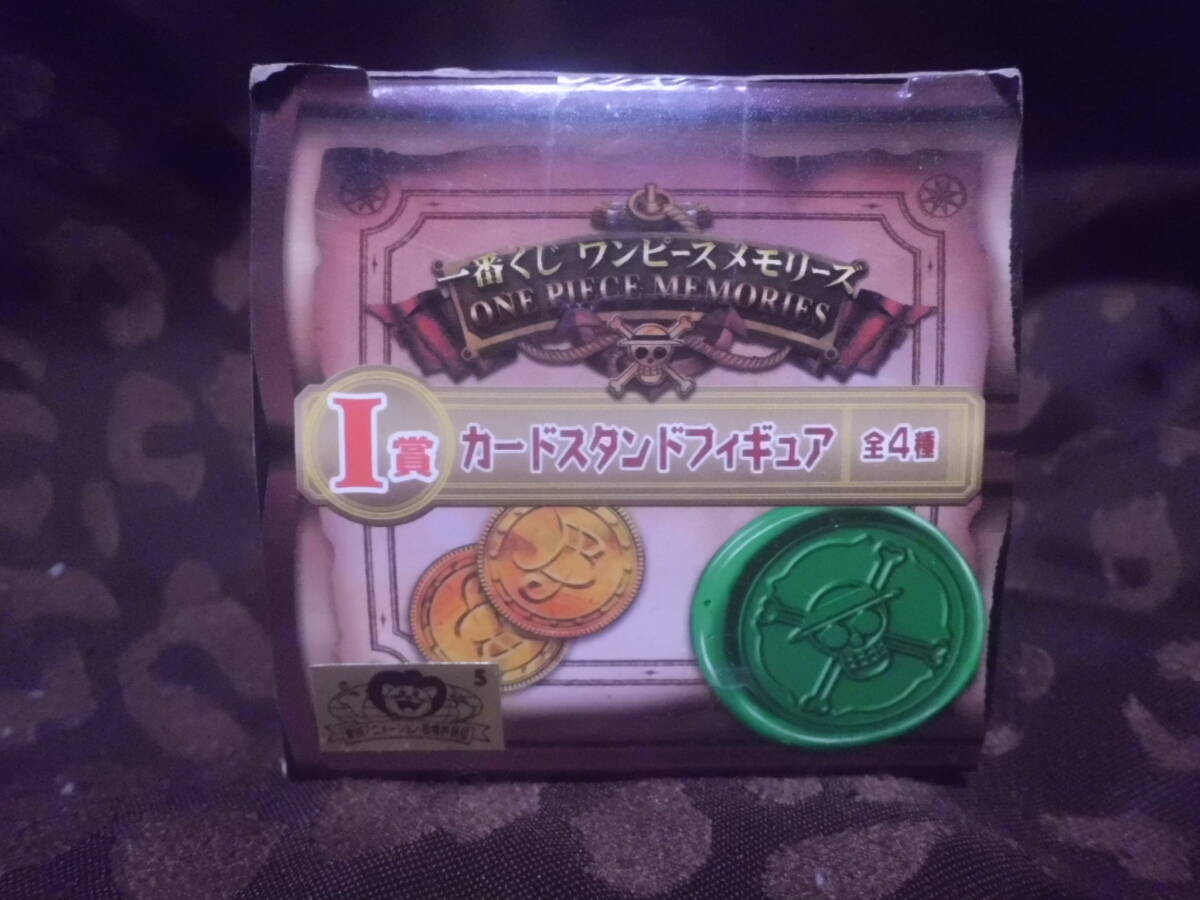 一番くじ ワンピースメモリーズ
ONE PIECE MEMORIES
I賞 カードスタンドフィギュア 全4種
S